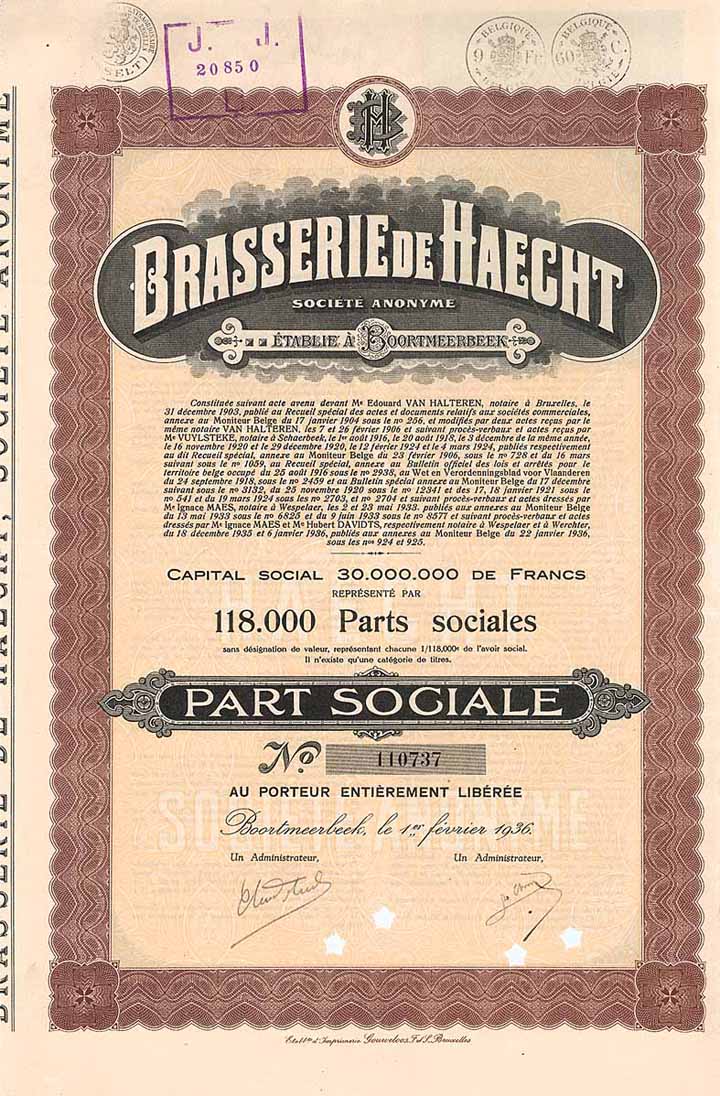 J. J.
20850
BELGIQUE
9 Fr
BELGIQUE
60 C
BRASSERIE DE HAECHT
SOCIÉTÉ ANONYME
ÉTABLIE À BOORTMEERBEEK
Constituée suivant acte avenu devant Me Edouard VAN HALTEREN, notaire à Bruxelles, le
31 décembre 1903, publié au Recueil spécial des actes et documents relatifs aux sociétés commerciales,
annexe au Moniteur Belge du 17 janvier 1904 sous le no 256, et modifiés par deux actes reçus par le
même notaire VAN HALTEREN, les 7 et 26 février 1906 et suivant procès-verbaux et actes reçus par
Me VUYLSTEKE, notaire à Schaerbeek, le 1er août 1916, le 20 août 1918, le 3 décembre de la même année,
le 16 novembre 1920 et le 29 décembre 1920, le 12 février 1924 et le 4 mars 1924, publiés respectivement
au dit Recueil spécial, annexe au Moniteur Belge du 23 février 1906, sous le no 728 et du 16 mars
suivant sous le no 1059, au Recueil spécial, annexe au Bulletin officiel des lois et arrêtés pour le
territoire belge occupé du 25 août 1916 sous le no 2938, au Wet en Verordenningsblad voor Vlaanderen
du 24 septembre 1918, sous le no 2459 et au Bulletin spécial annexe au Moniteur Belge du 17 décembre
suivant sous le no 3132, du 25 novembre 1920 sous le no 12341 et des 17, 18 janvier 1921 sous le
no 541 et du 19 mars 1924 sous les nos 2703, et no 2704 et suivant procès-verbaux et actes dressés par
Me Ignace MAES, notaire à Wespelaer, les 2 et 23 mai 1933. publiés aux annexes au Moniteur Belge
du 13 mai 1933 sous le no 6825 et du 9 juin 1933 sous le no 8577 et suivant procès-verbaux et actes
dressés par Me Ignace MAES et Me Hubert DAVIDTS, respectivement notaire à Wespelaer et à Werchter,
du 18 décembre 1935 et 6 janvier 1936, publiés aux annexes au Moniteur Belge du 22 janvier 1936,
sous les nos 924 et 925.
CAPITAL SOCIAL 30.000.000 DE FRANCS
REPRÉSENTÉ PAR
118.000 Parts sociales
sans désignation de valeur, représentant chacune 1/118,000e de l'avoir social.
Il n'existe qu'une catégorie de titres.
PART SOCIALE
No 110737
AU PORTEUR ENTIÈREMENT LIBÉRÉE
SOCIÉTÉ ANONYME
Boortmeerbeek, le 1er février 1936.
Un Administrateur, Un Administrateur,
Etabl.ts d'Imprimerie Gouweloos, F. et S., Bruxelles
BRASSERIE DE HAECHT, SOCIÉTÉ ANONYME